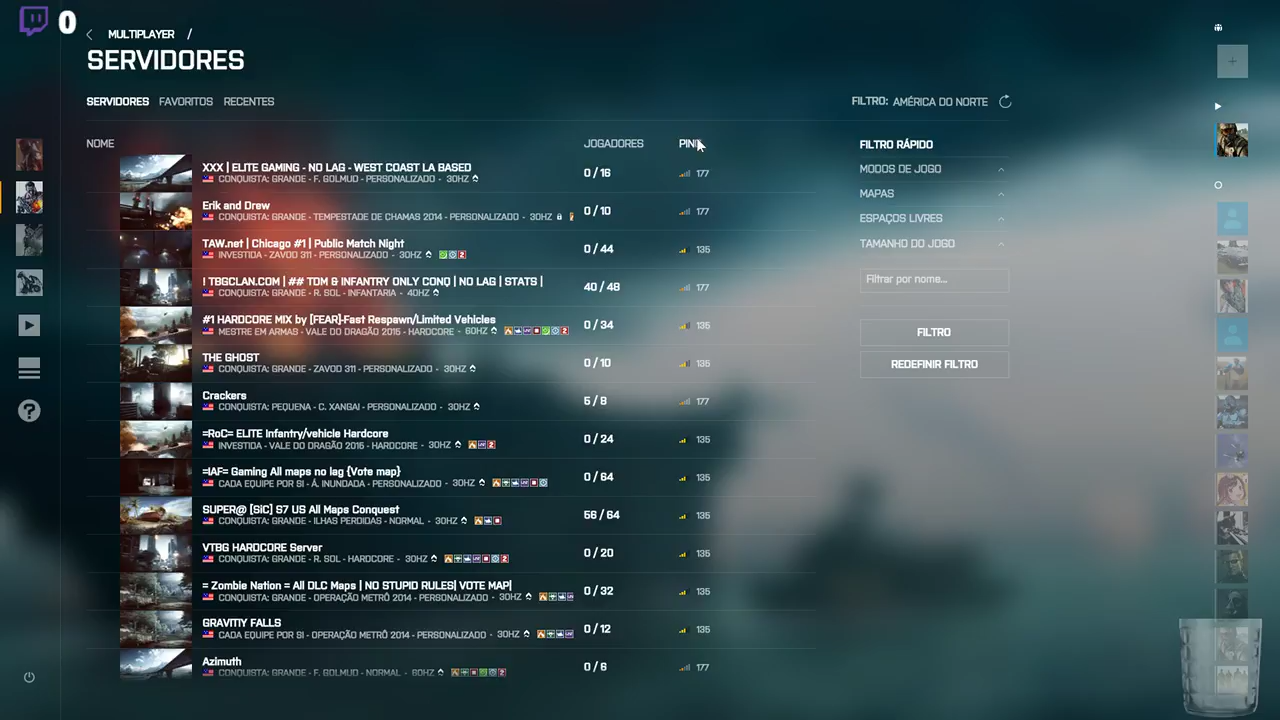 0
MULTIPLAYER /
SERVIDORES
SERVIDORES FAVORITOS RECENTES
FILTRO: AMÉRICA DO NORTE
NOME JOGADORES
XXX | ELITE GAMING - NO LAG - WEST COAST LA BASED
CONQUISTA: GRANDE - F. GOLMUD - PERSONALIZADO - 30HZ
0 / 16 177
Erik and Drew
CONQUISTA: GRANDE - TEMPESTADE DE CHAMAS 2014 - PERSONALIZADO - 30HZ
0 / 10 177
TAW.net | Chicago #1 | Public Match Night
INVESTIDA - ZAVOD 311 - PERSONALIZADO - 30HZ
0 / 44 135
! TBGCLAN.COM | ## TDM & INFANTRY ONLY CONQ | NO LAG | STATS |
CONQUISTA: GRANDE - R. SOL - INFANTARIA - 40HZ
40 / 48 177
#1 HARDCORE MIX by [FEAR]-Fast Respawn/Limited Vehicles
MESTRE EM ARMAS - VALE DO DRAGÃO 2015 - HARDCORE - 60HZ
0 / 34 135
THE GHOST
CONQUISTA: GRANDE - ZAVOD 311 - PERSONALIZADO - 30HZ
0 / 10 135
Crackers
CONQUISTA: PEQUENA - C. XANGAI - PERSONALIZADO - 30HZ
5 / 8 177
=RoC= ELITE Infantry/vehicle Hardcore
INVESTIDA - VALE DO DRAGÃO 2015 - HARDCORE - 30HZ
0 / 24 135
=IAF= Gaming All maps no lag {Vote map}
CADA EQUIPE POR SI - Á. INUNDADA - PERSONALIZADO - 30HZ
0 / 64 135
SUPER@ [SiC] S7 US All Maps Conquest
CONQUISTA: GRANDE - ILHAS PERDIDAS - NORMAL - 30HZ
56 / 64 135
VTBG HARDCORE Server
CONQUISTA: GRANDE - R. SOL - HARDCORE - 30HZ
0 / 20 135
= Zombie Nation = All DLC Maps | NO STUPID RULES| VOTE MAP|
CONQUISTA: GRANDE - OPERAÇÃO METRÔ 2014 - PERSONALIZADO - 30HZ
0 / 32 135
GRAVITIY FALLS
CADA EQUIPE POR SI - OPERAÇÃO METRÔ 2014 - PERSONALIZADO - 30HZ
0 / 12 135
Azimuth
CONQUISTA: GRANDE - F. GOLMUD - NORMAL - 60HZ
0 / 6 177
FILTRO RÁPIDO
MODOS DE JOGO
MAPAS
ESPAÇOS LIVRES
TAMANHO DO JOGO
Filtrar por nome...
FILTRO
REDEFINIR FILTRO